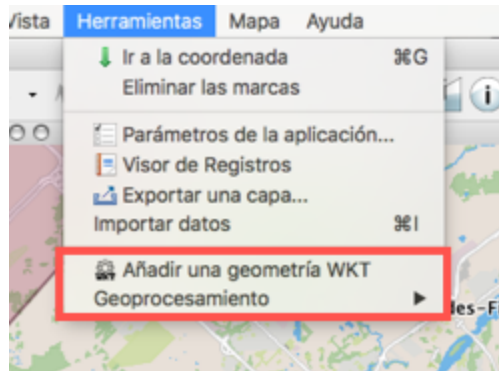 Vista Herramientas Mapa Ayuda
Ir a la coordenada ⌘G
Eliminar las marcas
Parámetros de la aplicación...
Visor de Registros
Exportar una capa...
Importar datos ⌘I
Añadir una geometría WKT
Geoprocesamiento